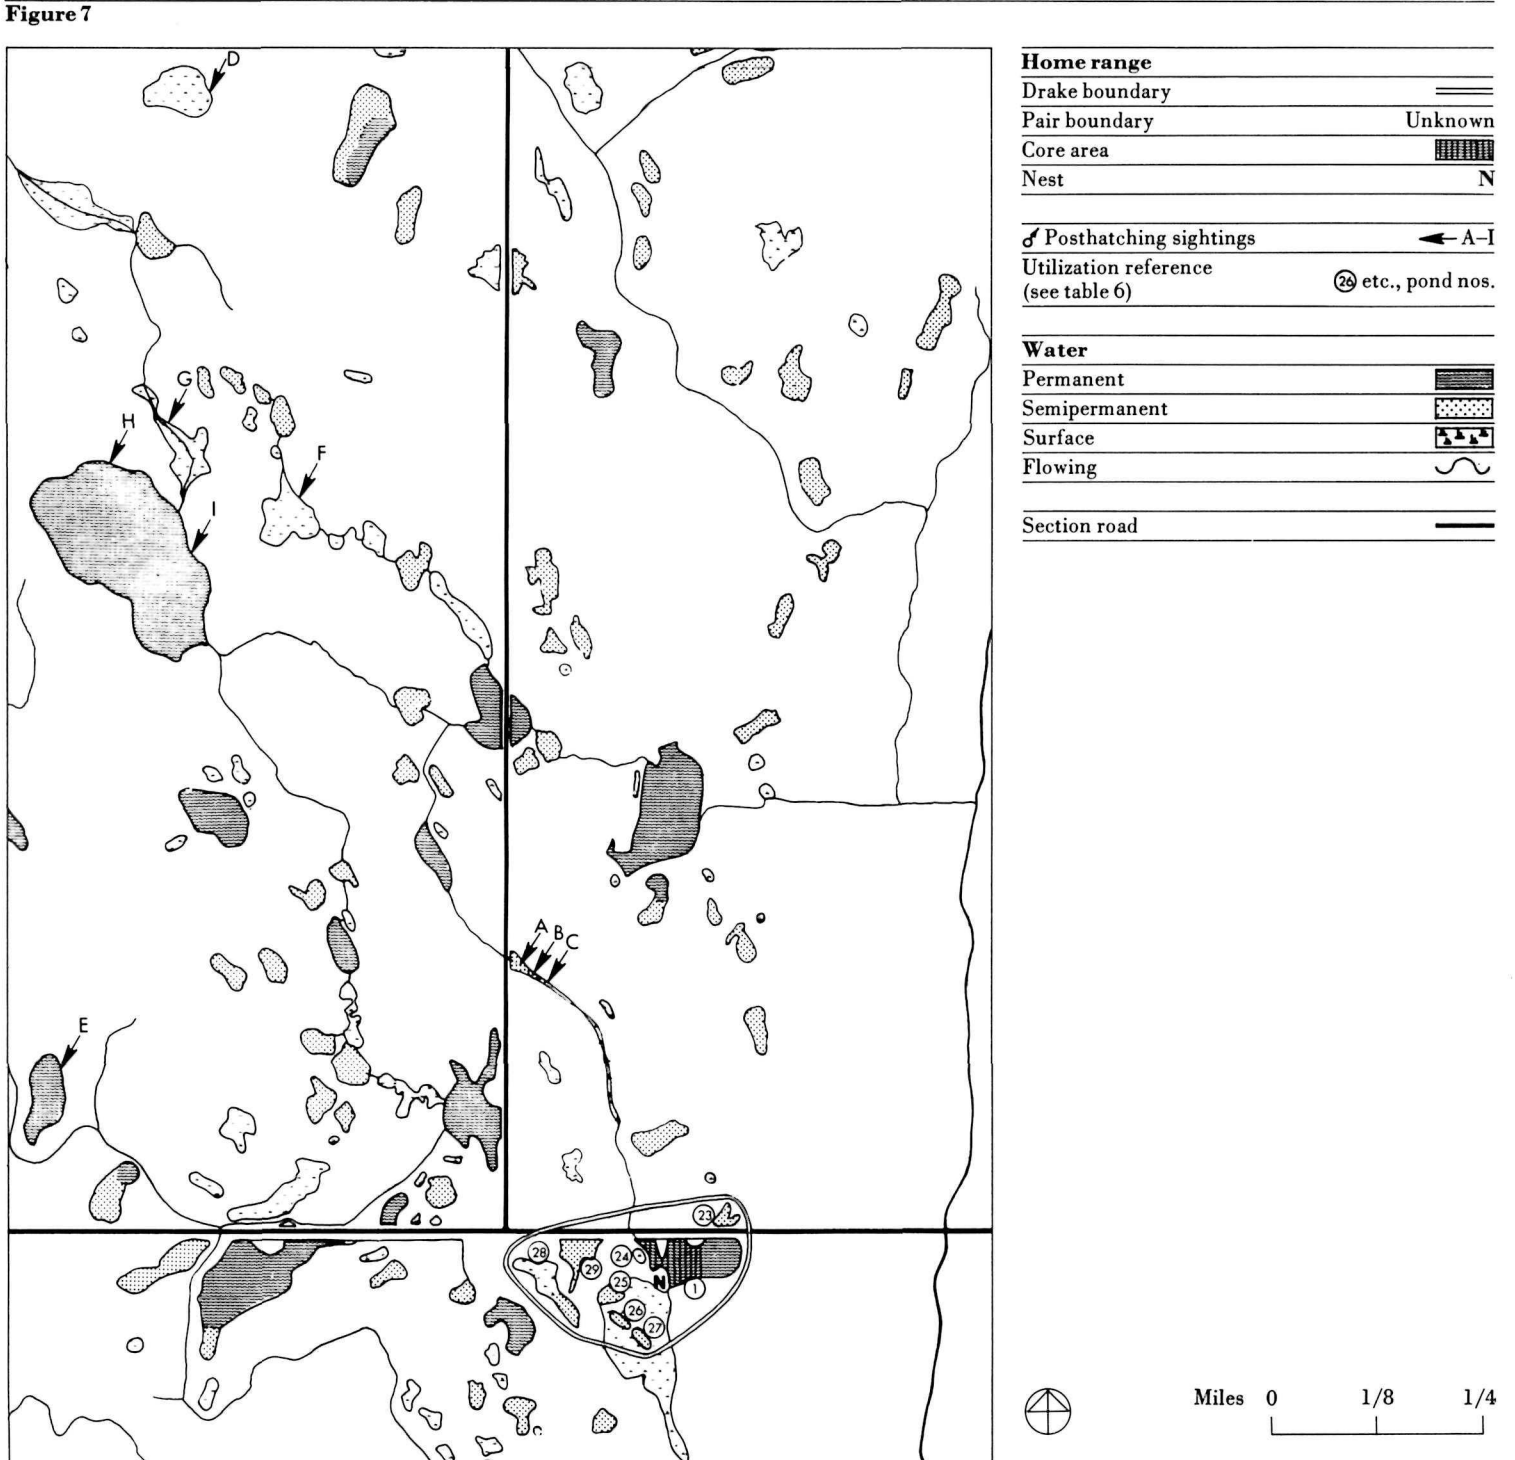 Figure 7
Home range
Drake boundary
Pair boundary Unknown
Core area
Nest N
♂ Posthatching sightings A–I
Utilization reference
(see table 6) 26 etc., pond nos.
Water
Permanent
Semipermanent
Surface
Flowing
Section road
D
G
H
F
I
A
B
C
E
23
28
24
29
25
N
1
26
27
Miles 0 1/8 1/4